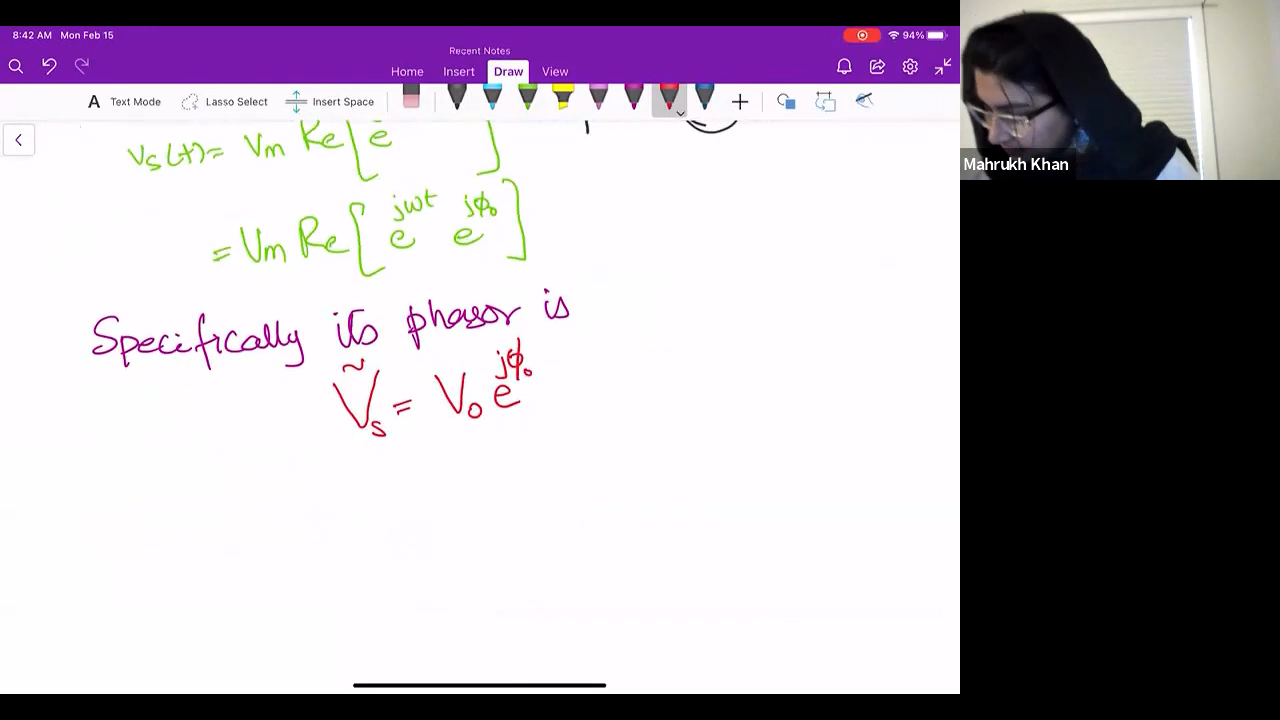 8:42 AM Mon Feb 15
94%
Recent Notes
Home Insert Draw View
A Text Mode Lasso Select Insert Space
Vs(t)= Vm Re[e ]
= Vm Re[e^jωt e^jϕ₀]
Specifically its phasor is
Ṽs = V₀ e^jϕ₀
Mahrukh Khan